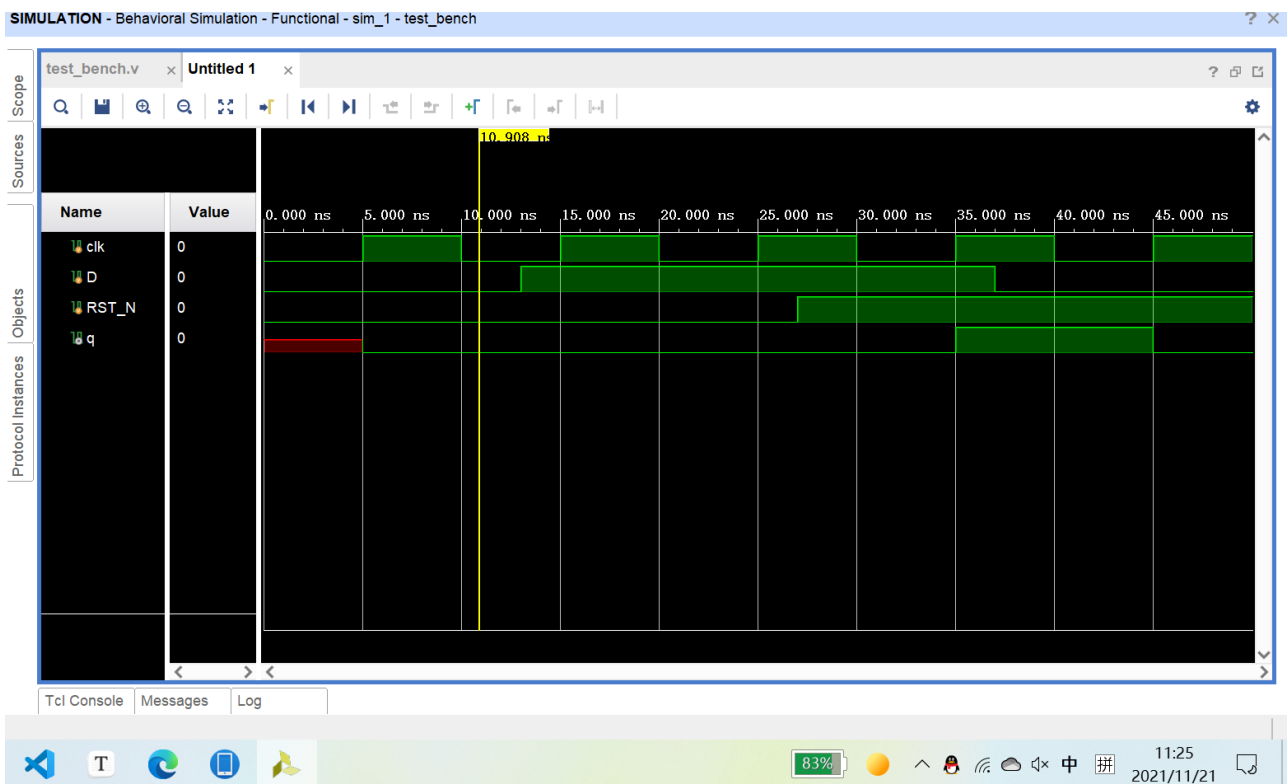 SIMULATION - Behavioral Simulation - Functional - sim_1 - test_bench
? ×
Scope
Sources
Objects
Protocol Instances
test_bench.v × Untitled 1 ×
?
10.908 ns
Name Value
0.000 ns 5.000 ns 10.000 ns 15.000 ns 20.000 ns 25.000 ns 30.000 ns 35.000 ns 40.000 ns 45.000 ns
clk 0
D 0
RST_N 0
q 0
Tcl Console Messages Log
T
83%
中 拼
11:25
2021/11/21